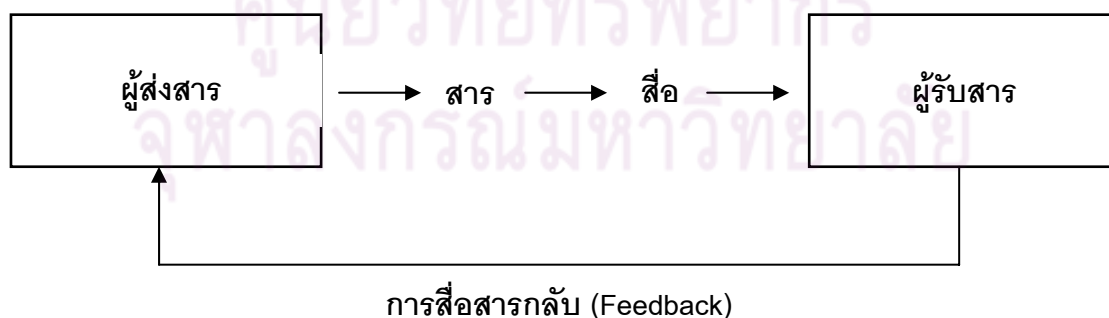 ศูนย์วิทยทรัพยากร
ผู้ส่งสาร สาร สื่อ ผู้รับสาร
จุฬาลงกรณ์มหาวิทยาลัย
การสื่อสารกลับ (Feedback)